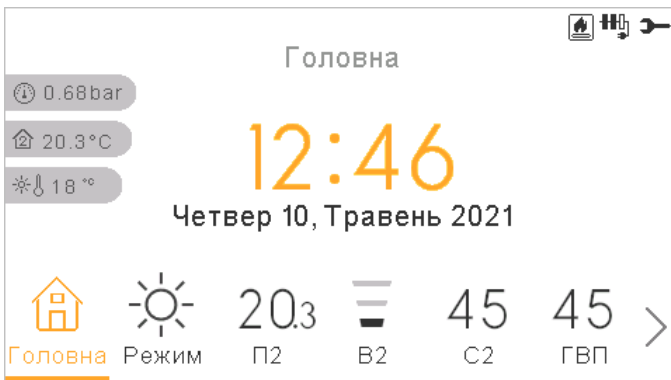 Головна
0.68bar
2
20.3°C
18 °C
12:46
Четвер 10, Травень 2021
20.3
45
45
Головна
Режим
П2
В2
С2
ГВП